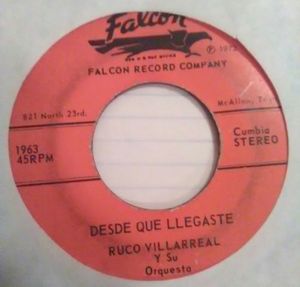 Falcon
FALCON RECORD COMPANY
821 North 23rd.
McAllen,
1963
45RPM
Cumbia
STEREO
DESDE QUE LLEGASTE
RUCO VILLARREAL
Y Su
Orquesta